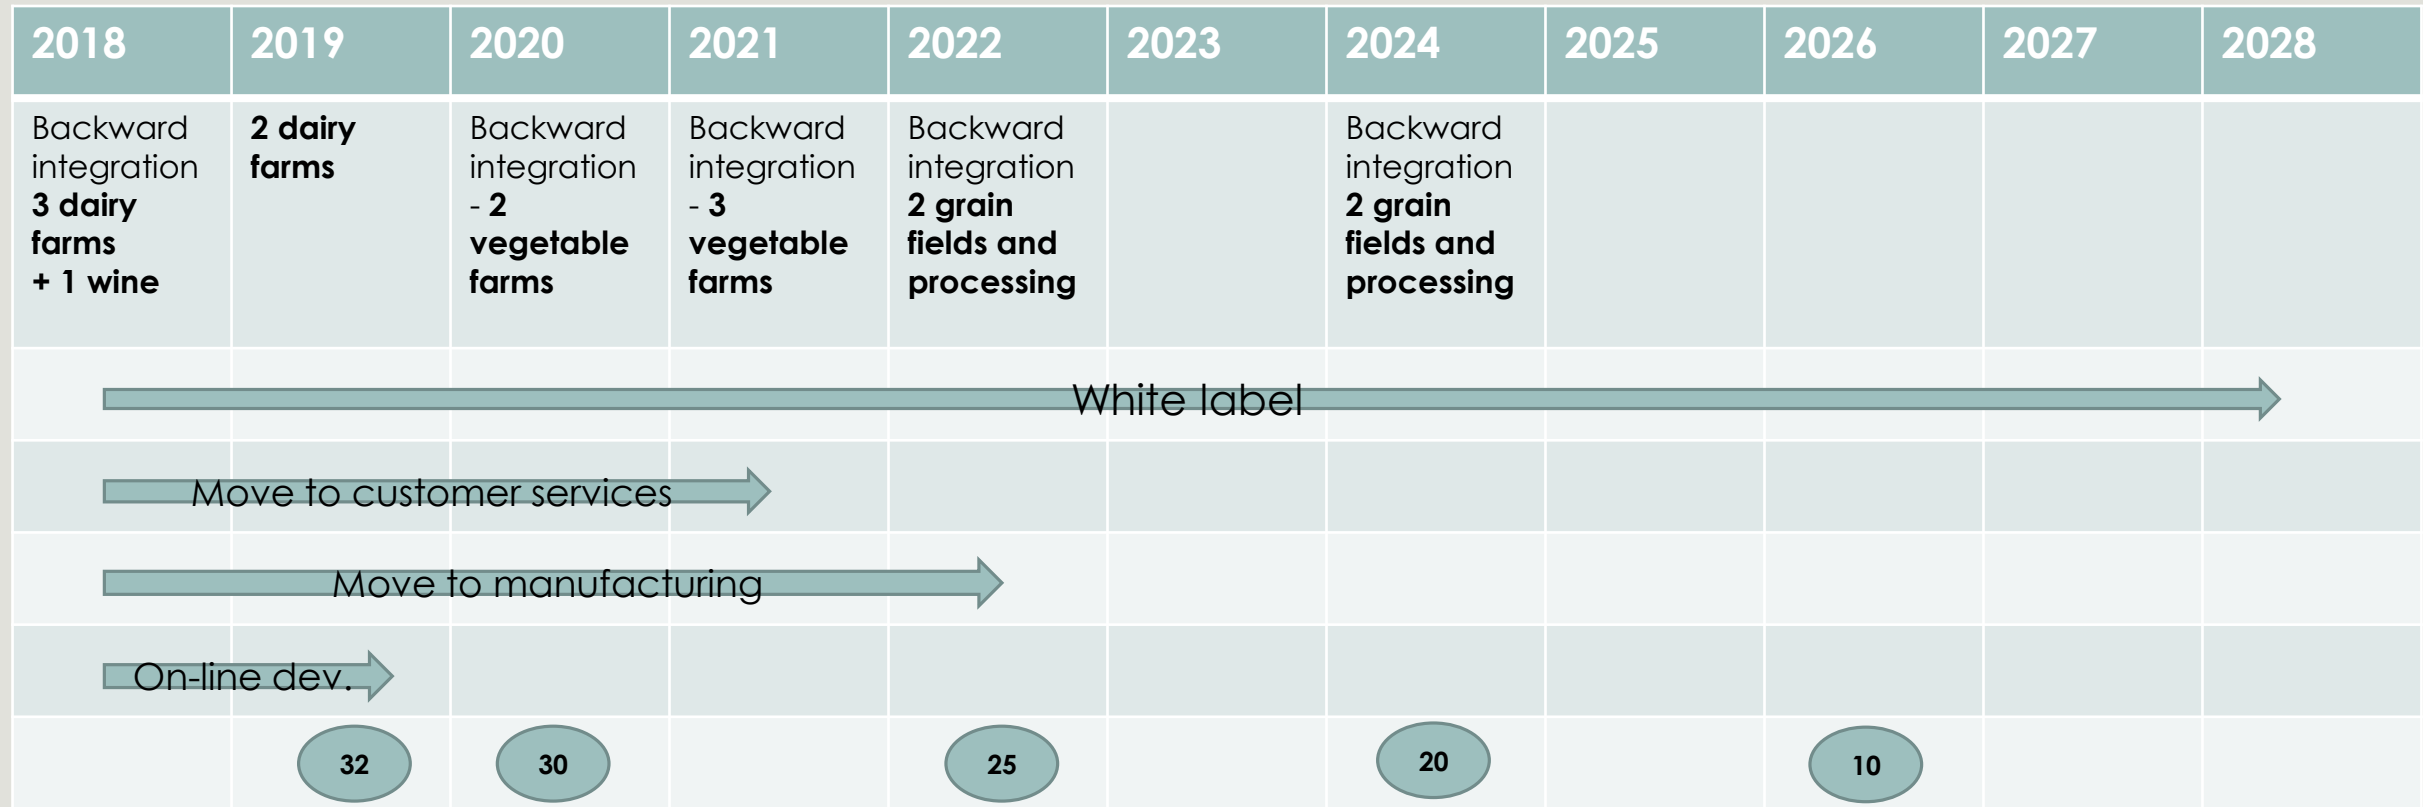 2018 2019 2020 2021 2022 2023 2024 2025 2026 2027 2028
Backward
integration
3 dairy
farms
+ 1 wine
2 dairy
farms
Backward
integration
- 2
vegetable
farms
Backward
integration
- 3
vegetable
farms
Backward
integration
2 grain
fields and
processing
Backward
integration
2 grain
fields and
processing
White label
Move to customer services
Move to manufacturing
On-line dev.
32 30 25 20 10